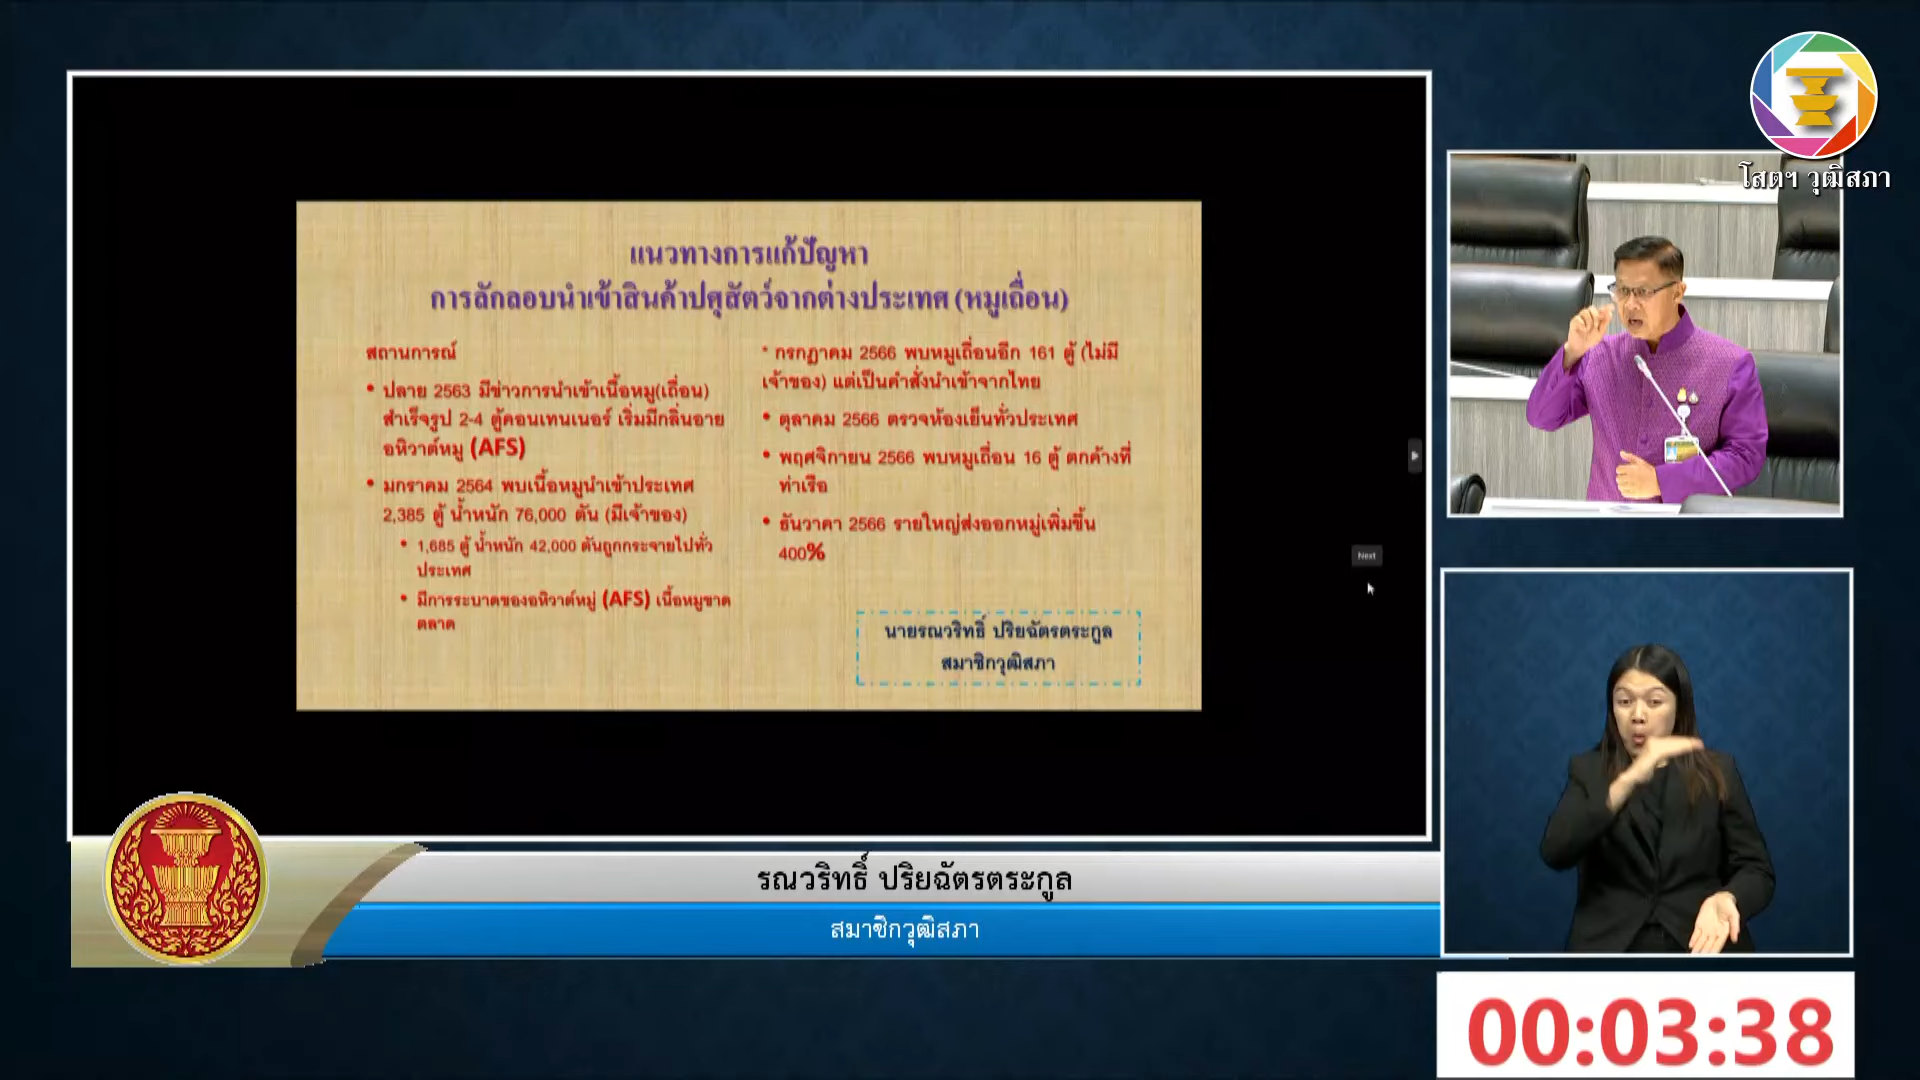 โสตฯ วุฒิสภา
แนวทางการแก้ปัญหา
การลักลอบนำเข้าสินค้าปศุสัตว์จากต่างประเทศ (หมูเถื่อน)
สถานการณ์
• ปลาย 2563 มีข่าวการนำเข้าเนื้อหมู(เถื่อน)
สำเร็จรูป 2-4 ตู้คอนเทนเนอร์ เริ่มมีกลิ่นอาย
อหิวาต์หมู (AFS)
• มกราคม 2564 พบเนื้อหมูนำเข้าประเทศ
2,385 ตู้ น้ำหนัก 76,000 ตัน (มีเจ้าของ)
• 1,685 ตู้ น้ำหนัก 42,000 ตันถูกกระจายไปทั่ว
ประเทศ
• มีการระบาดของอหิวาต์หมู่ (AFS) เนื้อหมูขาด
ตลาด
* กรกฎาคม 2566 พบหมูเถื่อนอีก 161 ตู้ (ไม่มี
เจ้าของ) แต่เป็นคำสั่งนำเข้าจากไทย
• ตุลาคม 2566 ตรวจห้องเย็นทั่วประเทศ
• พฤศจิกายน 2566 พบหมูเถื่อน 16 ตู้ ตกค้างที่
ท่าเรือ
• ธันวาคา 2566 รายใหญ่ส่งออกหมู่เพิ่มขึ้น
400%
นายรณวริทธิ์ ปริยฉัตรตระกูล
สมาชิกวุฒิสภา
Next
รณวริทธิ์ ปริยฉัตรตระกูล
สมาชิกวุฒิสภา
00:03:38